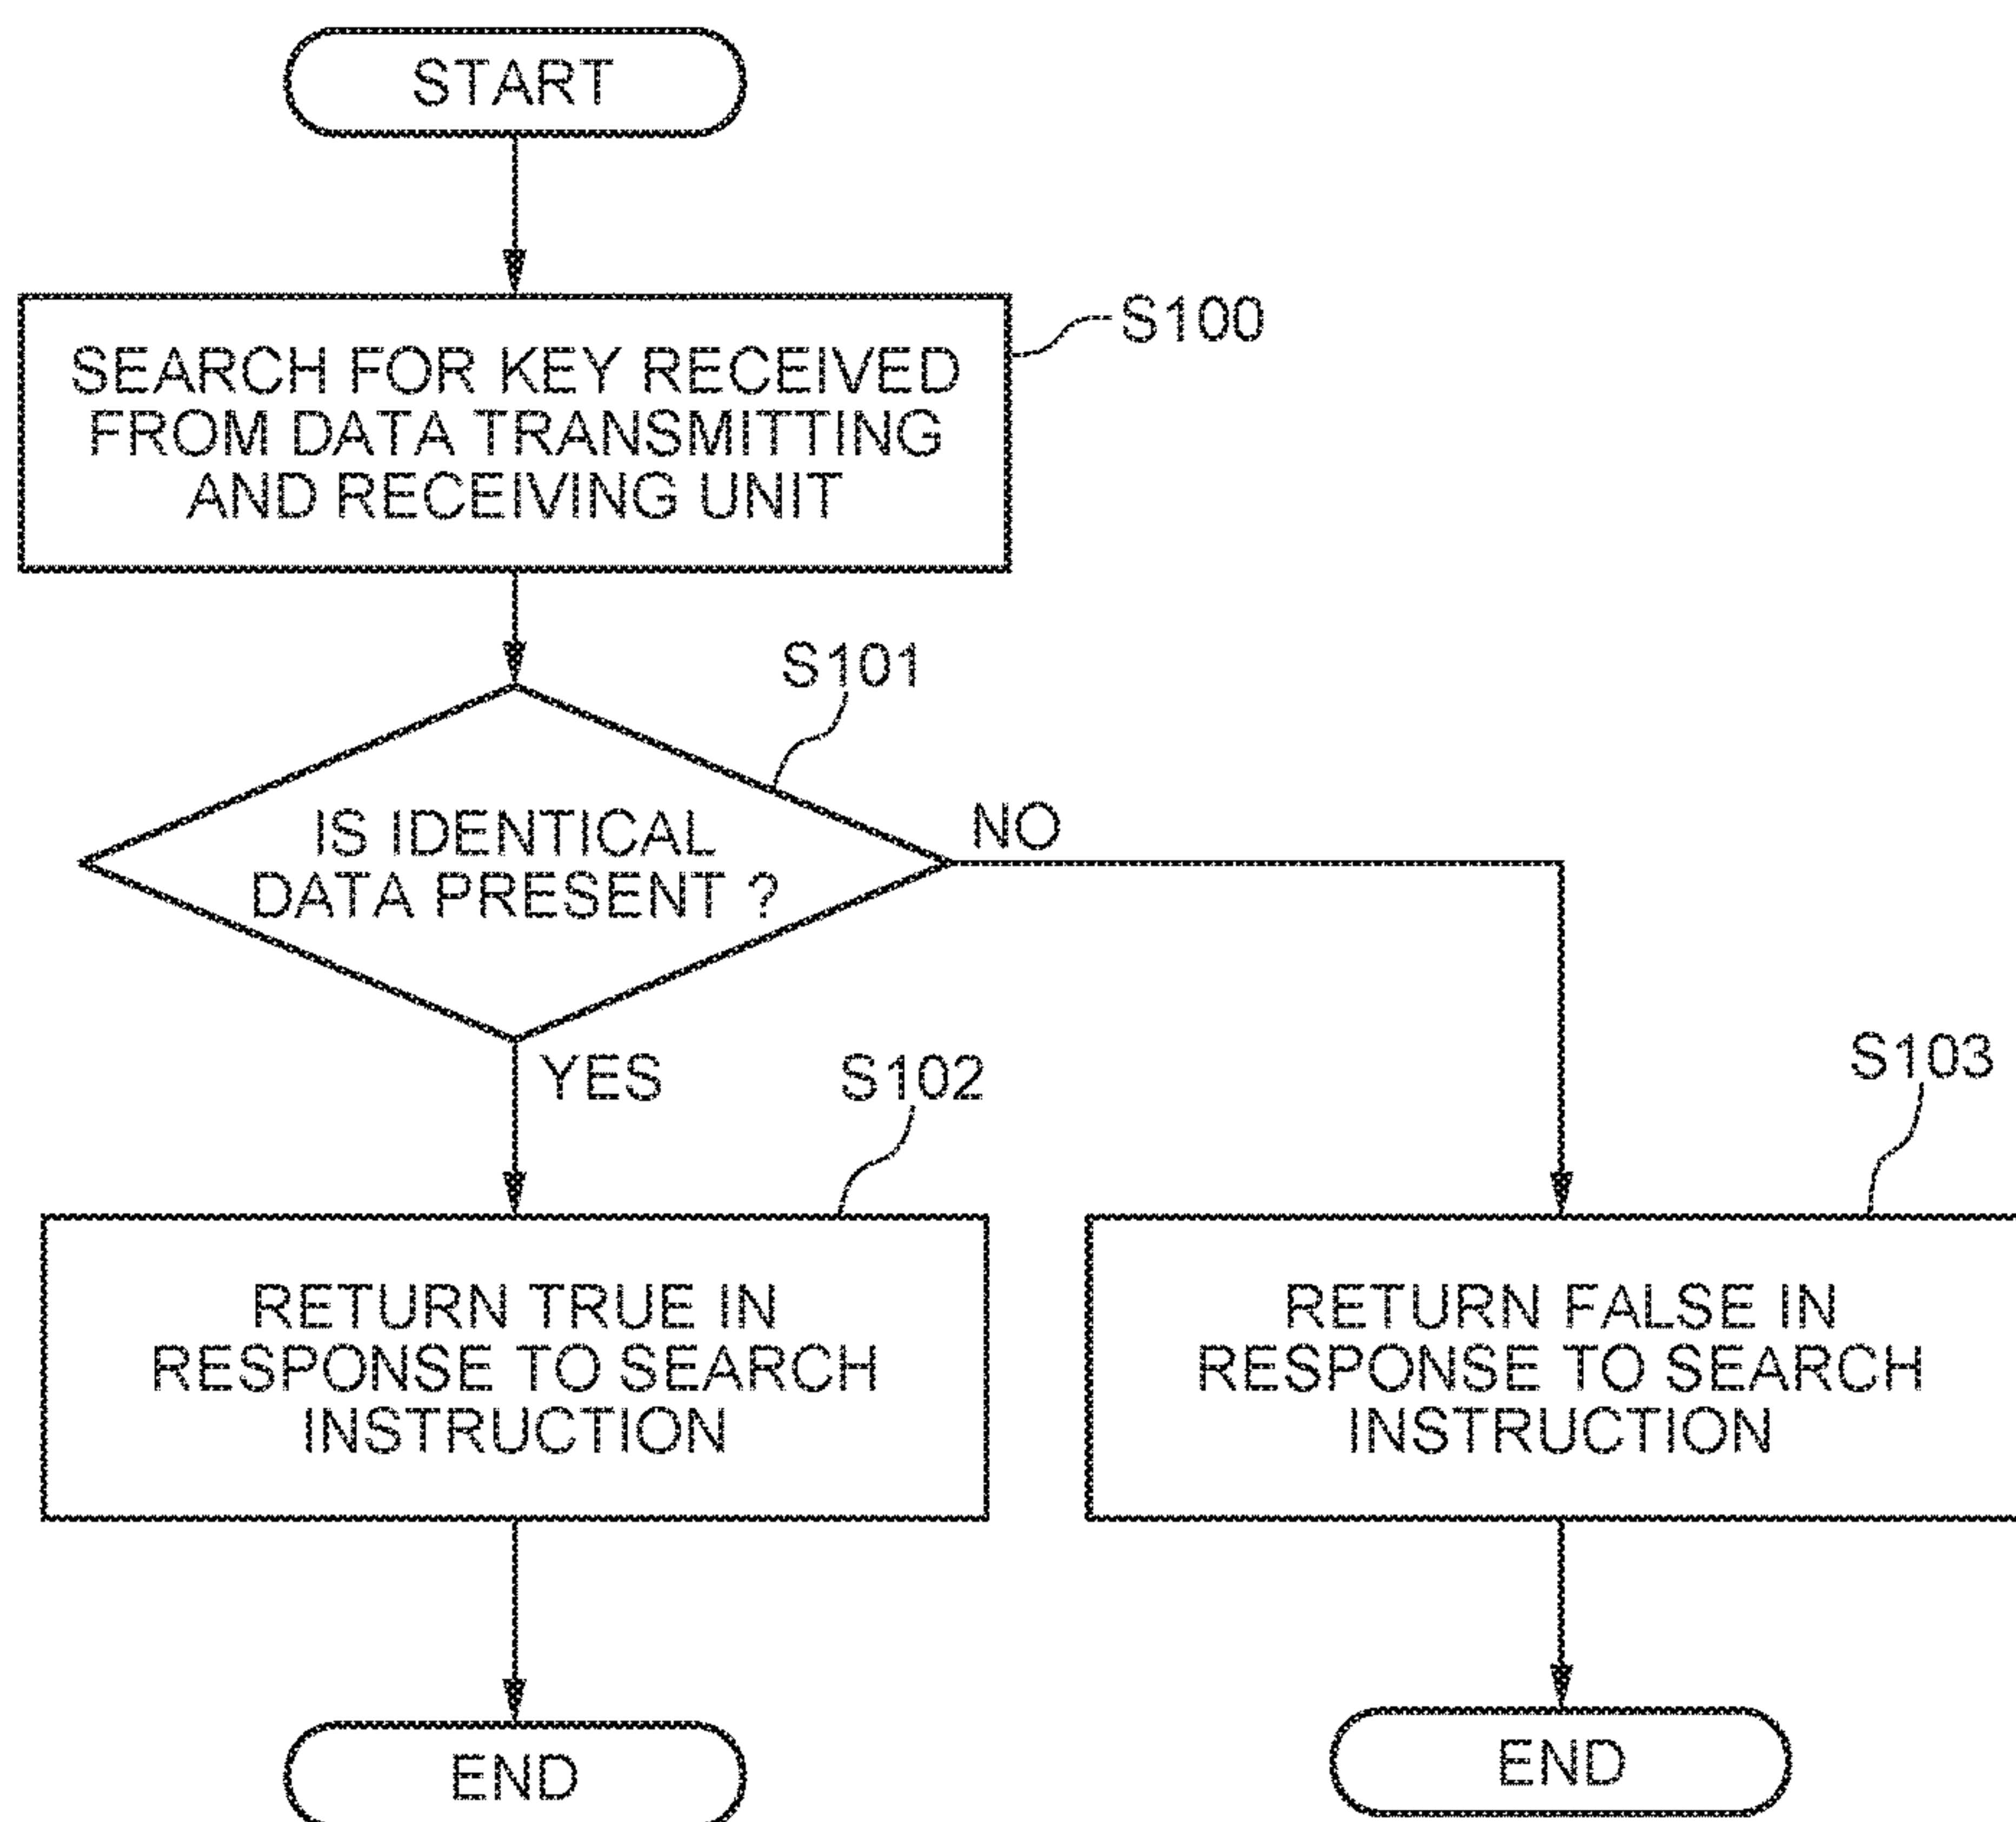 START
S100
SEARCH FOR KEY RECEIVED
FROM DATA TRANSMITTING
AND RECEIVING UNIT
S101
IS IDENTICAL
DATA PRESENT ?
NO
YES
S102
S103
RETURN TRUE IN
RESPONSE TO SEARCH
INSTRUCTION
RETURN FALSE IN
RESPONSE TO SEARCH
INSTRUCTION
END
END